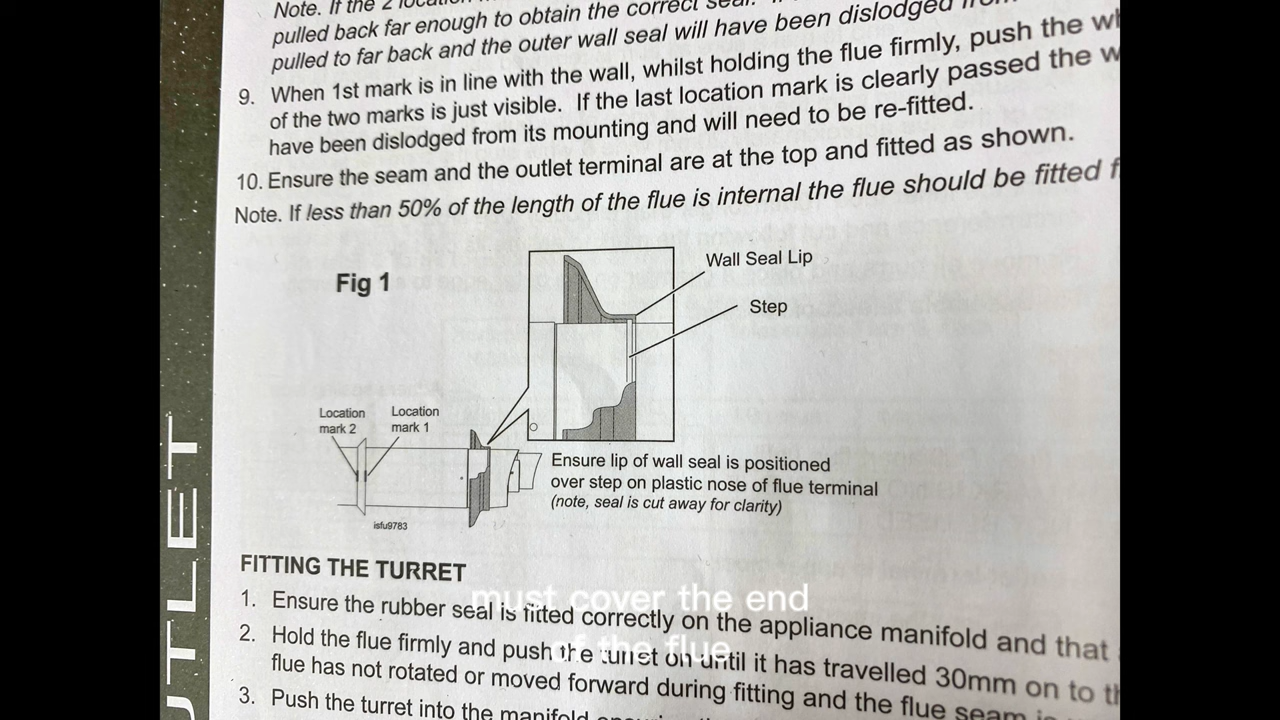 Note. If the 2
pulled back far enough to obtain the correct seal.
pulled to far back and the outer wall seal will have been dislodged
9. When 1st mark is in line with the wall, whilst holding the flue firmly, push the
of the two marks is just visible. If the last location mark is clearly passed the
have been dislodged from its mounting and will need to be re-fitted.
10. Ensure the seam and the outlet terminal are at the top and fitted as shown.
Note. If less than 50% of the length of the flue is internal the flue should be fitted
Fig 1
Wall Seal Lip
Step
Location
mark 2
Location
mark 1
Ensure lip of wall seal is positioned
over step on plastic nose of flue terminal
(note, seal is cut away for clarity)
isfu9783
FITTING THE TURRET
1. Ensure the rubber seal is fitted correctly on the appliance manifold and that
2. Hold the flue firmly and push the turret on until it has travelled 30mm on to
flue has not rotated or moved forward during fitting and the flue seam
3. Push the turret into the manifold
must cover the end
of the flue
UTLET